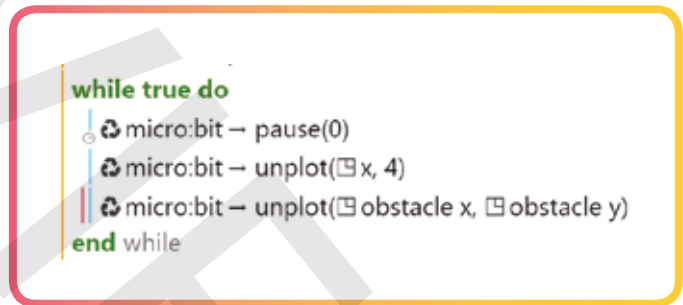 while true do
♻ micro:bit → pause(0)
♻ micro:bit → unplot(◳ x, 4)
♻ micro:bit → unplot(◳ obstacle x, ◳ obstacle y)
end while